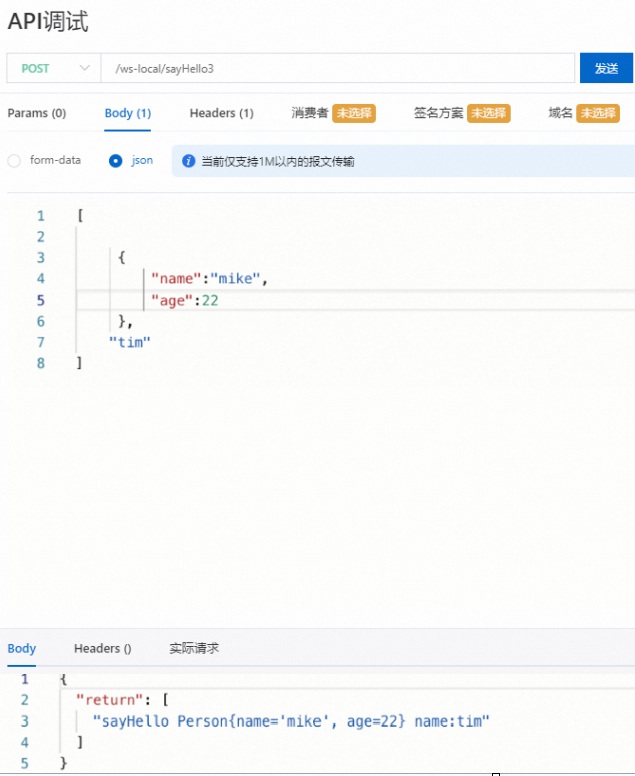 API调试
POST /ws-local/sayHello3 发送
Params (0) Body (1) Headers (1) 消费者 未选择 签名方案 未选择 域名 未选择
form-data json 当前仅支持1M以内的报文传输
1 [
2
3 {
4 "name":"mike",
5 "age":22
6 },
7 "tim"
8 ]
Body Headers () 实际请求
1 {
2 "return": [
3 "sayHello Person{name='mike', age=22} name:tim"
4 ]
5 }